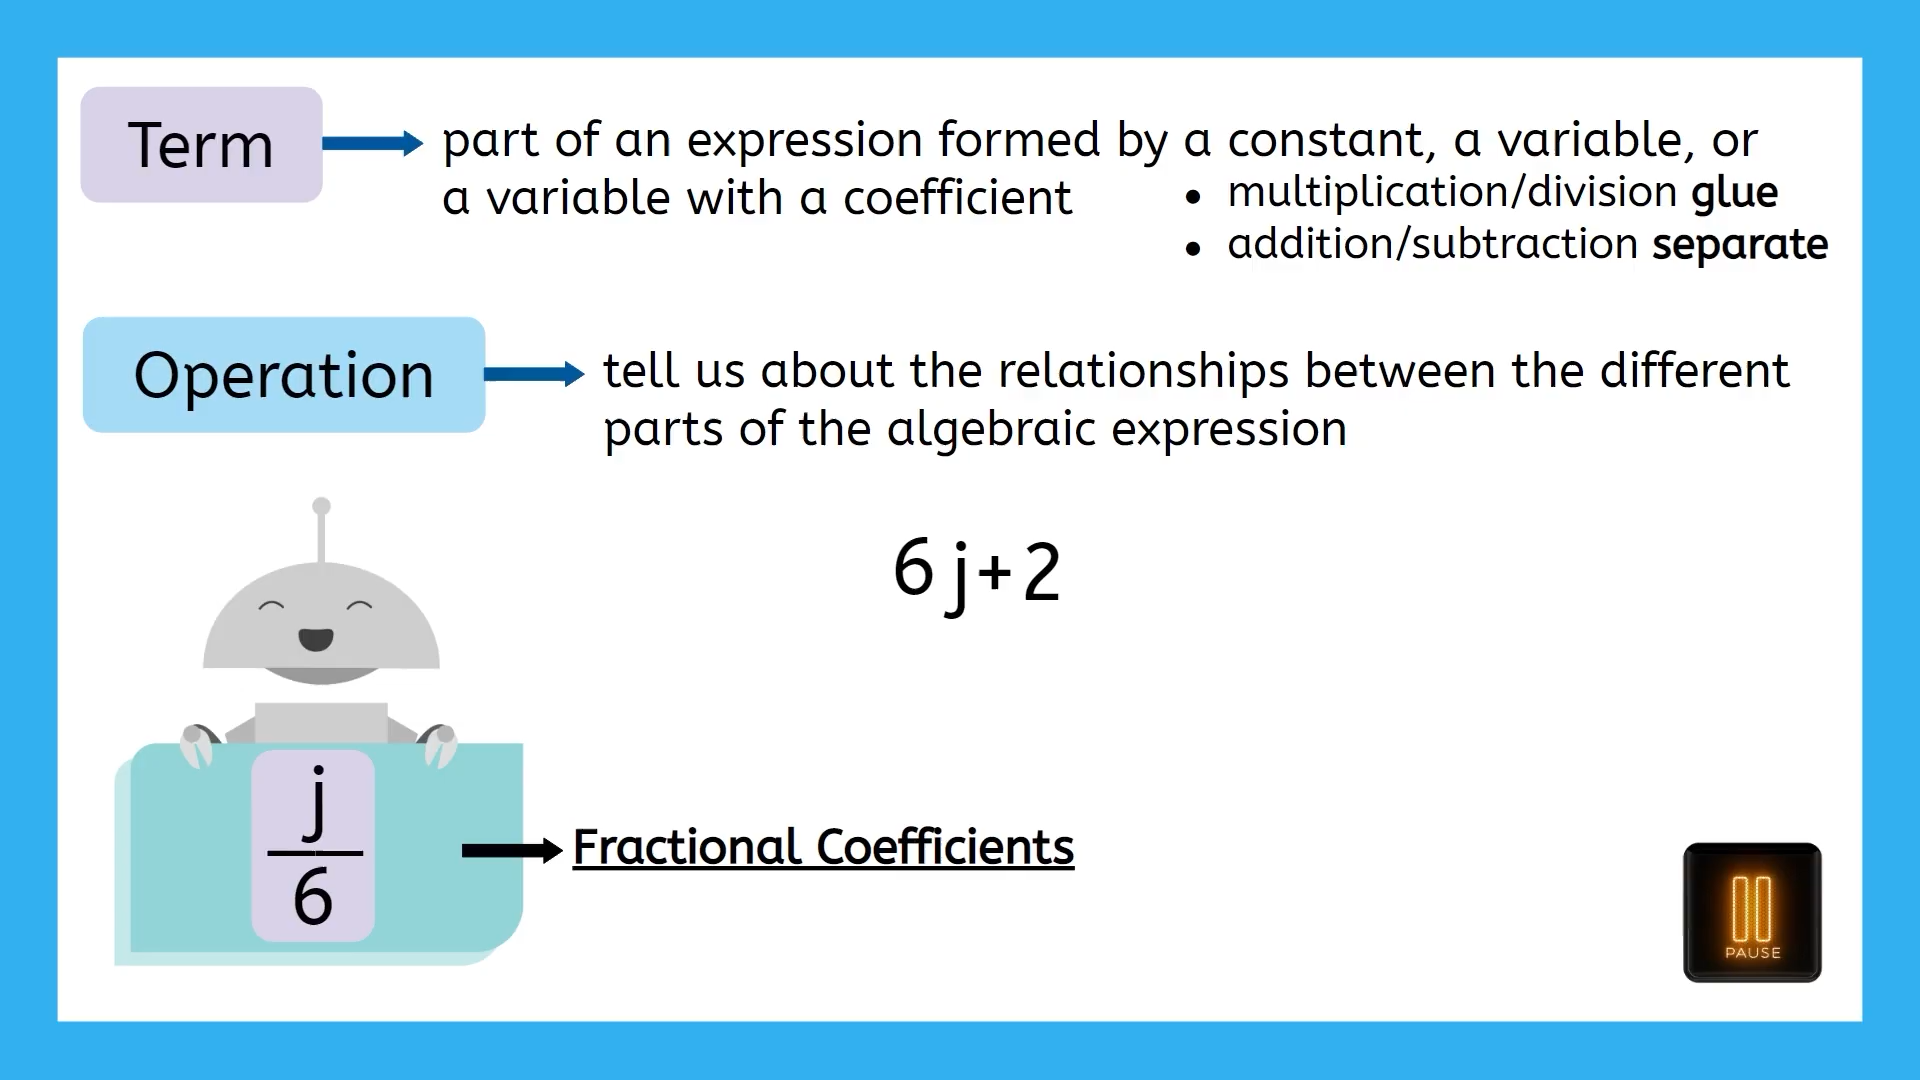 Term
part of an expression formed by a constant, a variable, or
a variable with a coefficient
• multiplication/division glue
• addition/subtraction separate
Operation
tell us about the relationships between the different
parts of the algebraic expression
6j+2
j
6
Fractional Coefficients
PAUSE